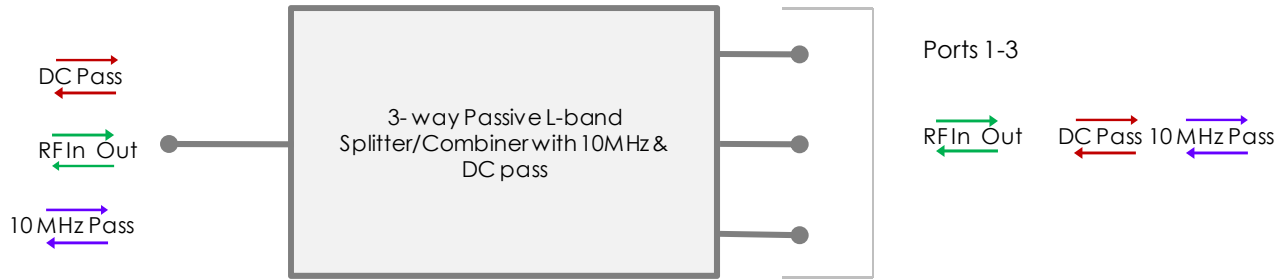 DC Pass
RF In Out
10 MHz Pass
3- way Passive L-band
Splitter/Combiner with 10MHz &
DC pass
Ports 1-3
RF In Out DC Pass 10 MHz Pass